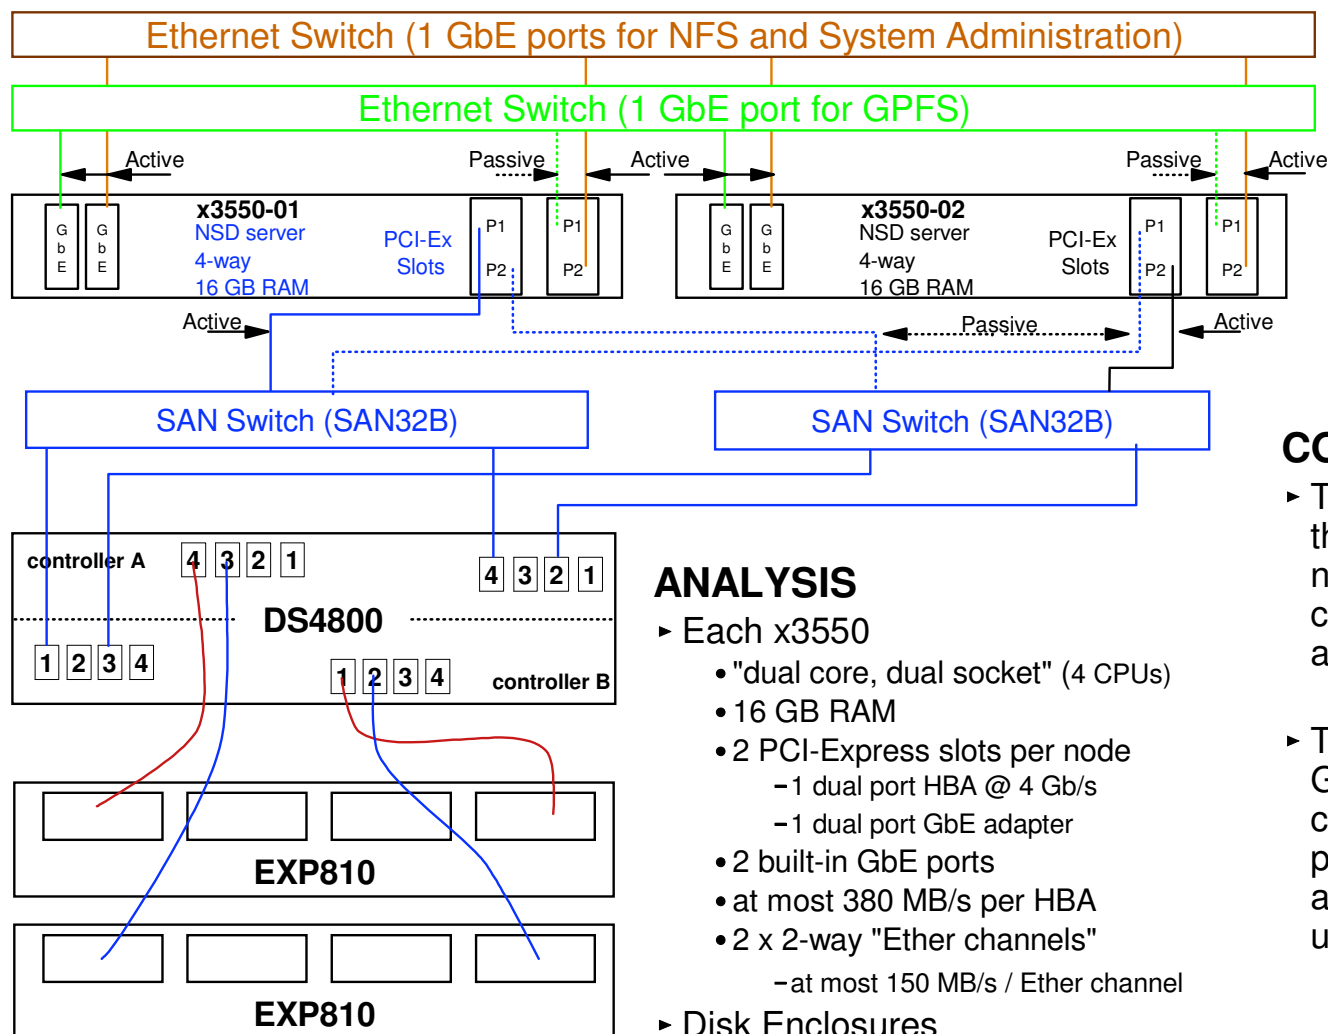 Ethernet Switch (1 GbE ports for NFS and System Administration)
Ethernet Switch (1 GbE port for GPFS)
Active
Passive
Active
Passive
Active
GbE
GbE
x3550-01
NSD server
4-way
16 GB RAM
PCI-Ex
Slots
P1
P2
P1
P2
GbE
GbE
x3550-02
NSD server
4-way
16 GB RAM
PCI-Ex
Slots
P1
P2
P1
P2
Active
Passive
Active
SAN Switch (SAN32B)
SAN Switch (SAN32B)
controller A
4 3 2 1
4 3 2 1
DS4800
1 2 3 4
1 2 3 4
controller B
EXP810
EXP810
ANALYSIS
► Each x3550
• "dual core, dual socket" (4 CPUs)
• 16 GB RAM
• 2 PCI-Express slots per node
–1 dual port HBA @ 4 Gb/s
–1 dual port GbE adapter
• 2 built-in GbE ports
• at most 380 MB/s per HBA
• 2 x 2-way "Ether channels"
–at most 150 MB/s / Ether channel
► Disk Enclosures